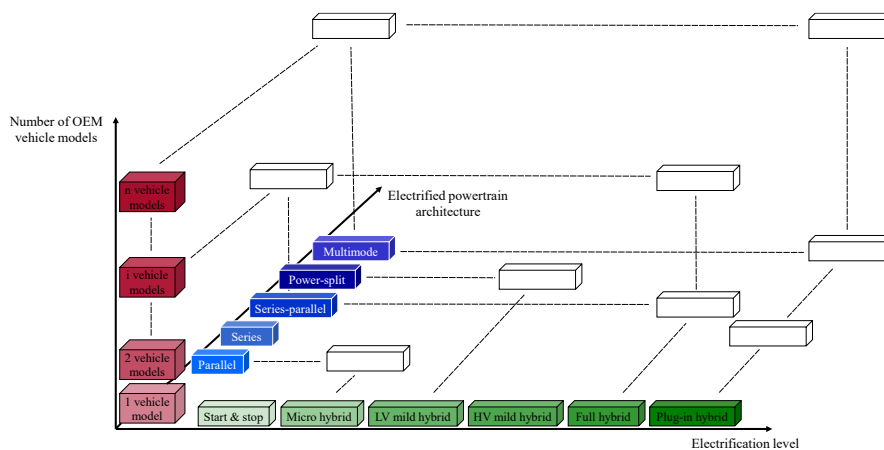 Number of OEM
vehicle models
n vehicle
models
Electrified powertrain
architecture
Multimode
i vehicle
models
Power-split
Series-parallel
Series
2 vehicle
models
Parallel
1 vehicle
model
Start & stop
Micro hybrid
LV mild hybrid
HV mild hybrid
Full hybrid
Plug-in hybrid
Electrification level